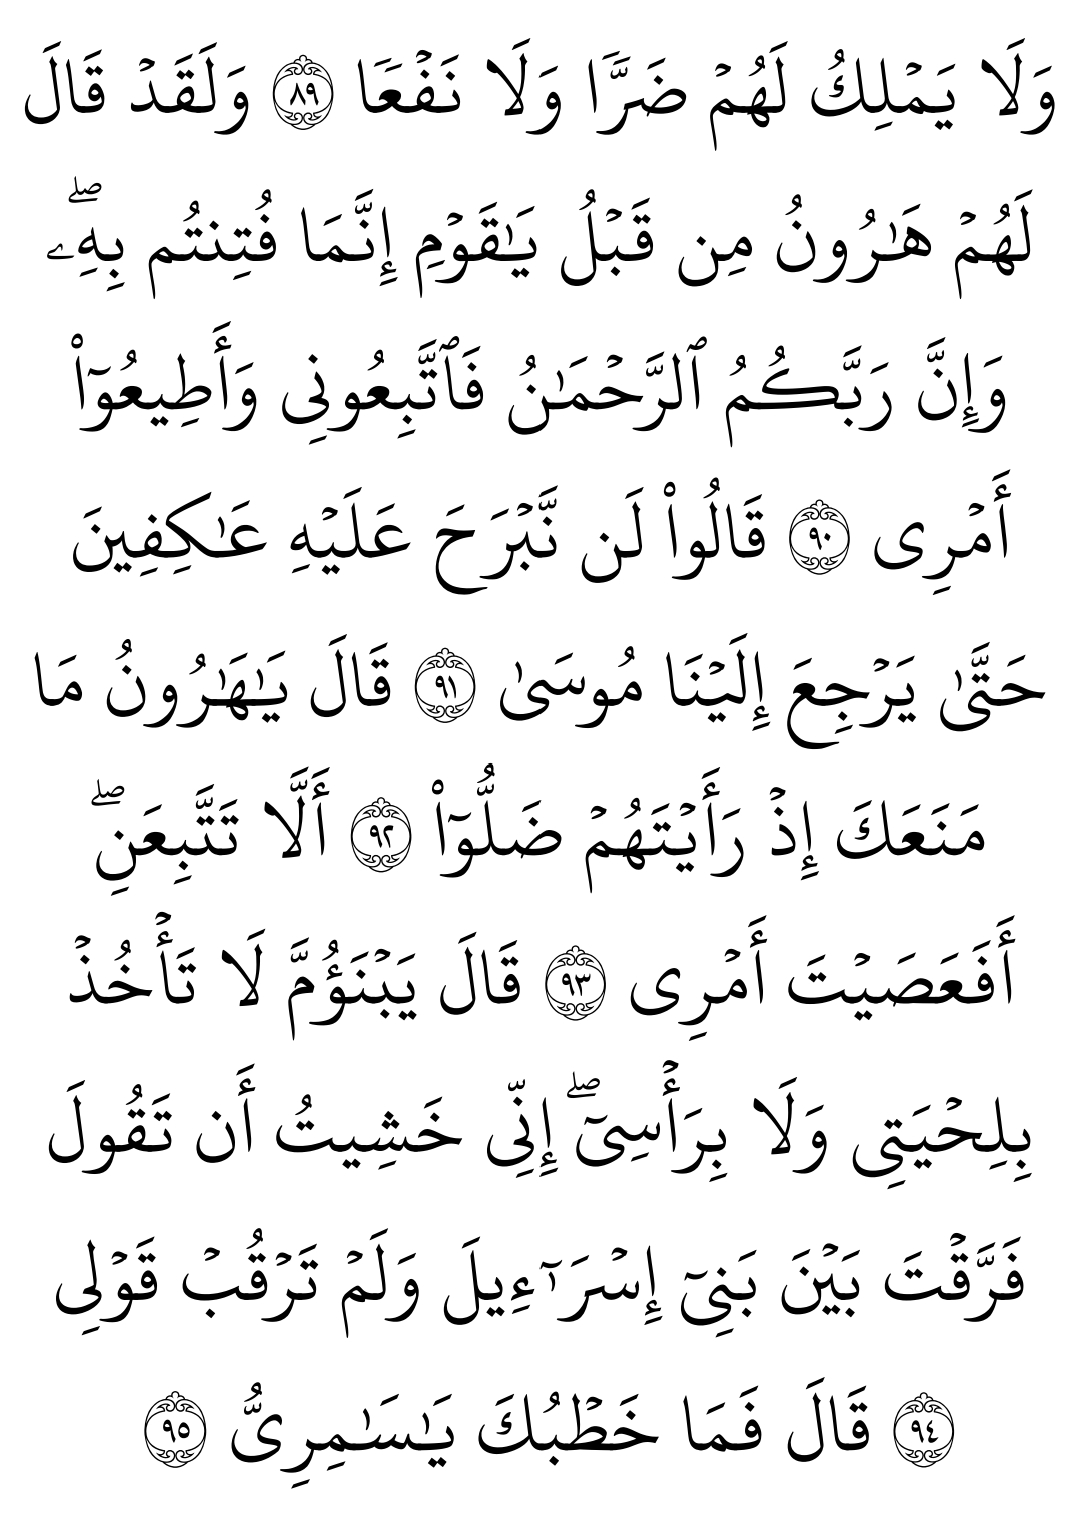 وَلَا يَمْلِكُ لَهُمْ ضَرًّا وَلَا نَفْعًا ٨٩ وَلَقَدْ قَالَ
لَهُمْ هَٰرُونُ مِن قَبْلُ يَٰقَوْمِ إِنَّمَا فُتِنتُم بِهِۦۖ
وَإِنَّ رَبَّكُمُ ٱلرَّحْمَٰنُ فَٱتَّبِعُونِى وَأَطِيعُوٓا۟
أَمْرِى ٩٠ قَالُوا۟ لَن نَّبْرَحَ عَلَيْهِ عَٰكِفِينَ
حَتَّىٰ يَرْجِعَ إِلَيْنَا مُوسَىٰ ٩١ قَالَ يَٰهَٰرُونُ مَا
مَنَعَكَ إِذْ رَأَيْتَهُمْ ضَلُّوٓا۟ ٩٢ أَلَّا تَتَّبِعَنِۖ
أَفَعَصَيْتَ أَمْرِى ٩٣ قَالَ يَبْنَؤُمَّ لَا تَأْخُذْ
بِلِحْيَتِى وَلَا بِرَأْسِىٓۖ إِنِّى خَشِيتُ أَن تَقُولَ
فَرَّقْتَ بَيْنَ بَنِىٓ إِسْرَٰٓءِيلَ وَلَمْ تَرْقُبْ قَوْلِى
٩٤ قَالَ فَمَا خَطْبُكَ يَٰسَٰمِرِىُّ ٩٥